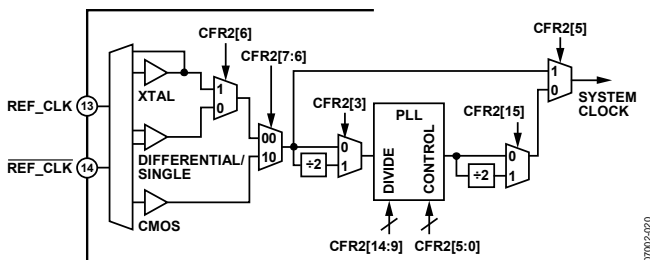 CFR2[6]
CFR2[5]
CFR2[7:6]
XTAL
1
0
REF_CLK 13
DIFFERENTIAL/
SINGLE
REF_CLK 14
CMOS
00
10
CFR2[3]
÷2
0
1
PLL
DIVIDE
CONTROL
CFR2[14:9]
CFR2[5:0]
CFR2[15]
÷2
0
1
1
0
SYSTEM
CLOCK
07002-020